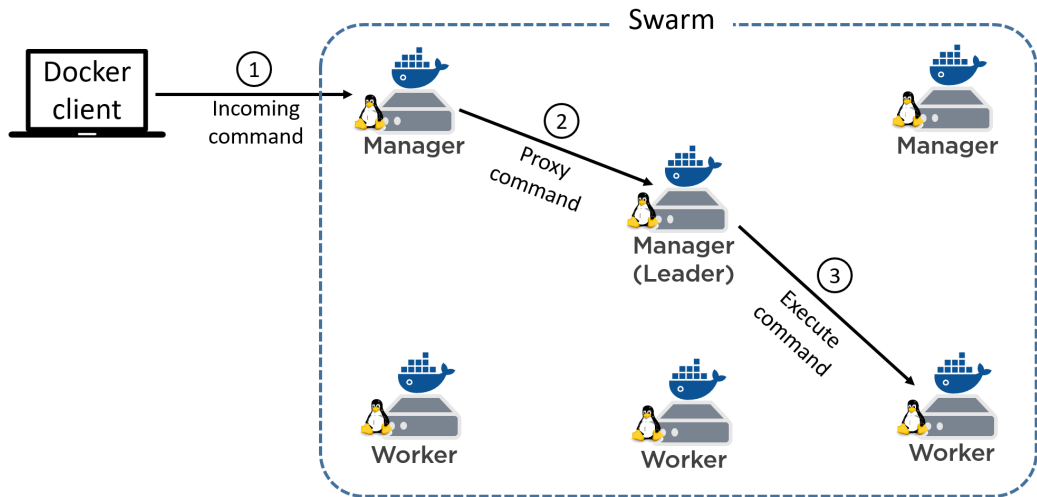 Swarm
Docker
client
1
Incoming
command
Manager
2
Proxy
command
Manager
Manager
(Leader)
3
Execute
command
Worker
Worker
Worker